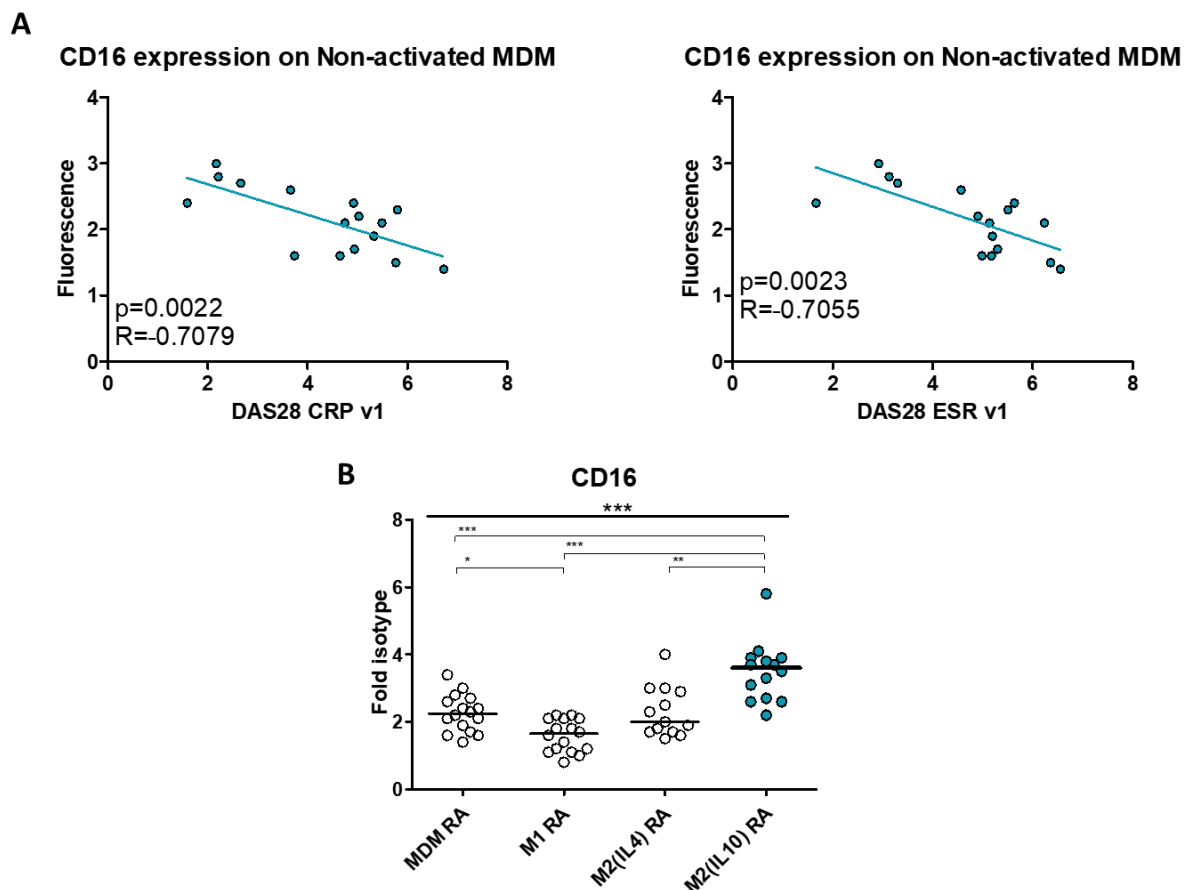 A
CD16 expression on Non-activated MDM
4
3
2
1
0
Fluorescence
p=0.0022
R=-0.7079
0 2 4 6 8
DAS28 CRP v1
CD16 expression on Non-activated MDM
4
3
2
1
0
Fluorescence
p=0.0023
R=-0.7055
0 2 4 6 8
DAS28 ESR v1
B
CD16
***
***
***
*
**
8
6
4
2
0
Fold isotype
MDM RA
M1 RA
M2(IL4) RA
M2(IL10) RA